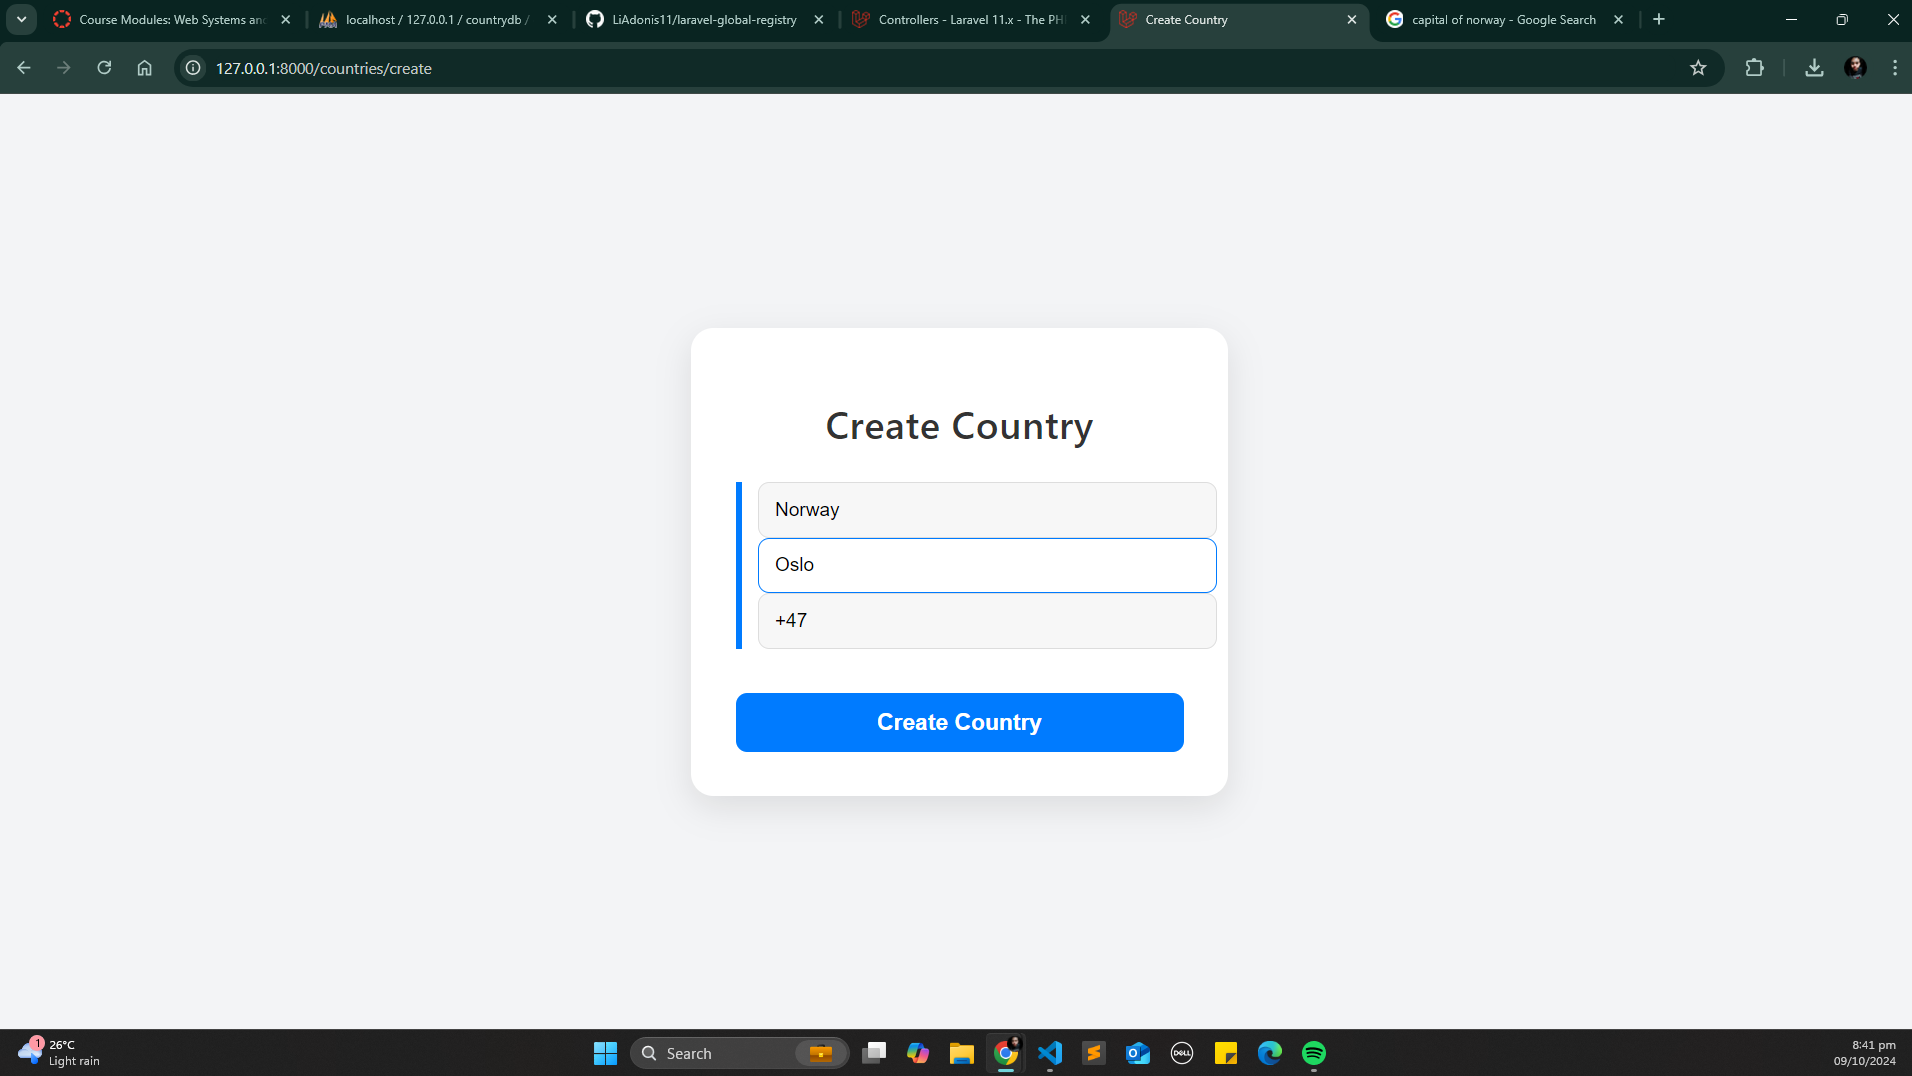 Course Modules: Web Systems and
localhost / 127.0.0.1 / countrydb /
LiAdonis11/laravel-global-registry
Controllers - Laravel 11.x - The PH
Create Country
capital of norway - Google Search
127.0.0.1:8000/countries/create
Create Country
Norway
Oslo
+47
Create Country
1
26°C
Light rain
Search
DELL
8:41 pm
09/10/2024